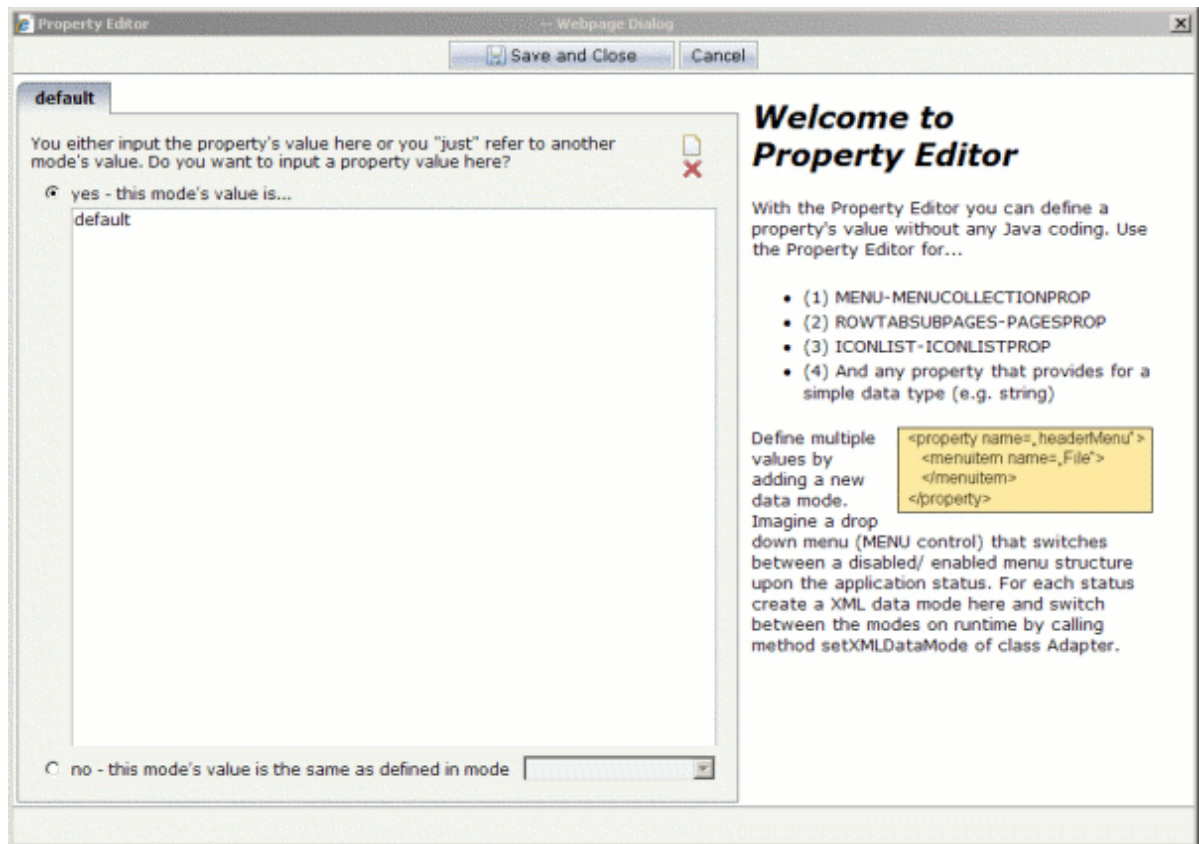 Property Editor -- Webpage Dialog
Save and Close Cancel
default
You either input the property's value here or you "just" refer to another
mode's value. Do you want to input a property value here?
yes - this mode's value is...
default
no - this mode's value is the same as defined in mode
Welcome to
Property Editor
With the Property Editor you can define a
property's value without any Java coding. Use
the Property Editor for...
• (1) MENU-MENUCOLLECTIONPROP
• (2) ROWTABSUBPAGES-PAGESPROP
• (3) ICONLIST-ICONLISTPROP
• (4) And any property that provides for a
simple data type (e.g. string)
Define multiple
values by
adding a new
data mode.
Imagine a drop
<property name=„headerMenu">
<menuitem name=„File">
</menuitem>
</property>
down menu (MENU control) that switches
between a disabled/ enabled menu structure
upon the application status. For each status
create a XML data mode here and switch
between the modes on runtime by calling
method setXMLDataMode of class Adapter.